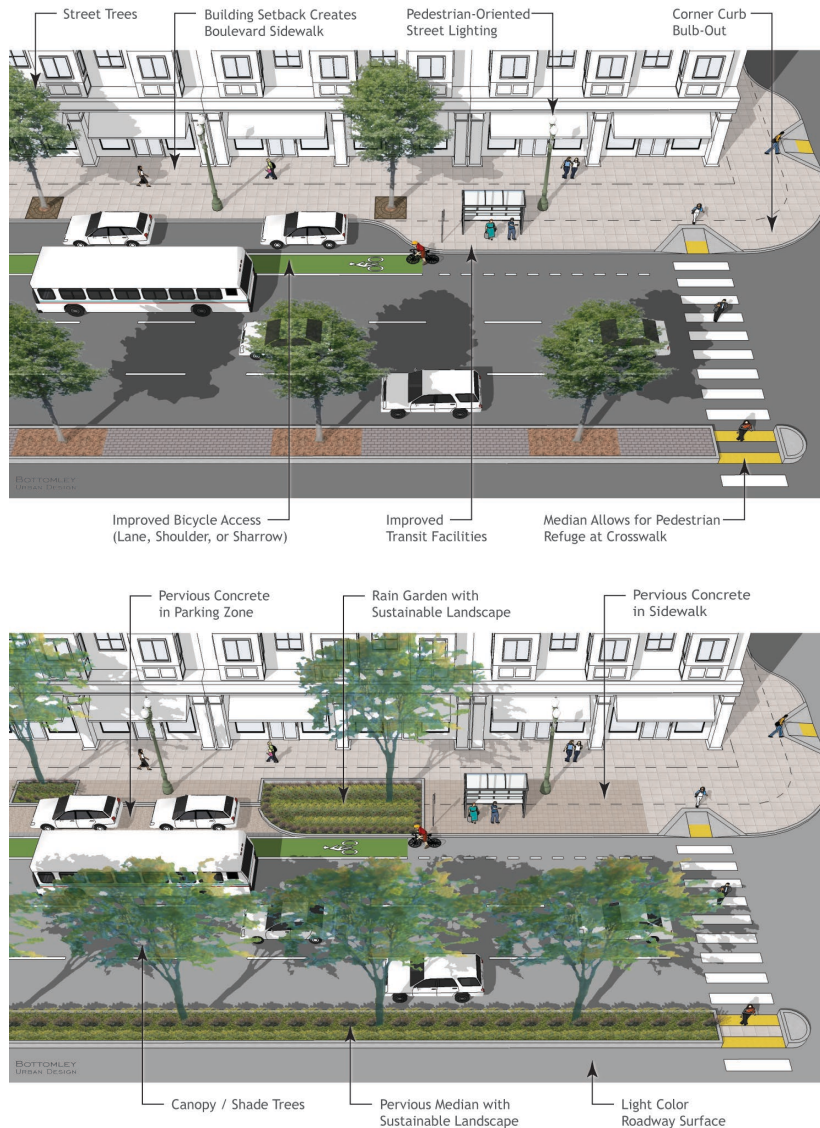 Street Trees
Building Setback Creates
Boulevard Sidewalk
Pedestrian-Oriented
Street Lighting
Corner Curb
Bulb-Out
BOTTOMLEY
URBAN DESIGN
Improved Bicycle Access
(Lane, Shoulder, or Sharrow)
Improved
Transit Facilities
Median Allows for Pedestrian
Refuge at Crosswalk
Pervious Concrete
in Parking Zone
Rain Garden with
Sustainable Landscape
Pervious Concrete
in Sidewalk
BOTTOMLEY
URBAN DESIGN
Canopy / Shade Trees
Pervious Median with
Sustainable Landscape
Light Color
Roadway Surface